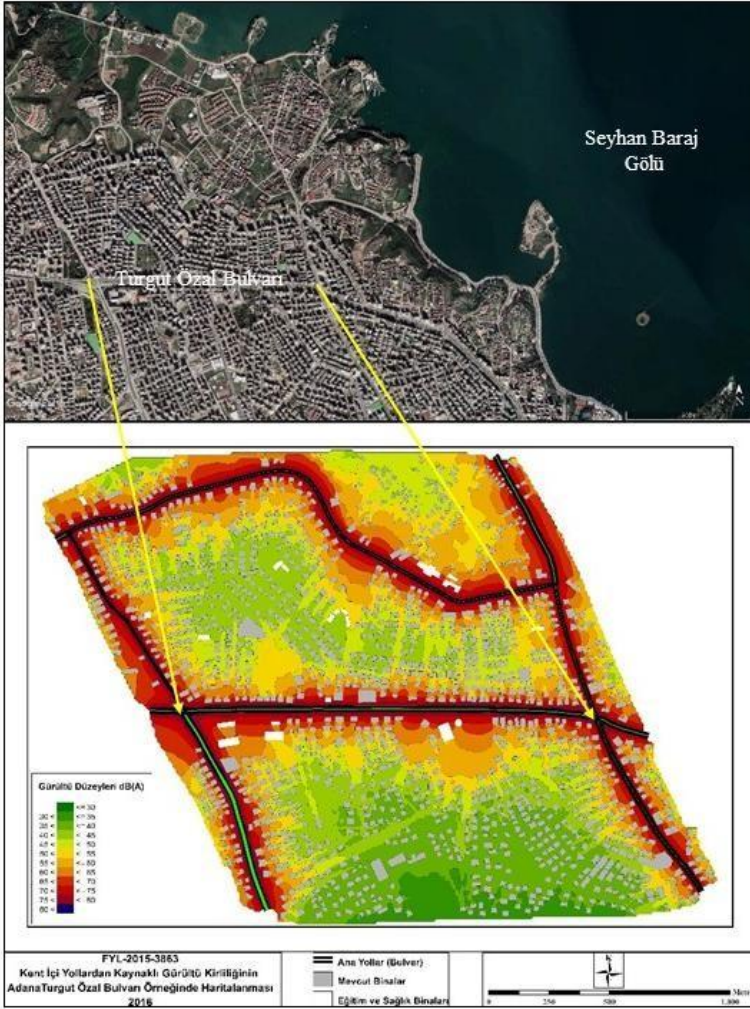 Seyhan Baraj
Gölü
Turgut Özal Bulvarı
Gürültü Düzeyleri dB(A)
<= 30
30 < <= 35
35 < <= 40
40 < <= 45
45 < <= 50
50 < <= 55
55 < <= 60
60 < <= 65
65 < <= 70
70 < <= 75
75 < <= 80
80 <
FYL-2015-3863
Kent İçi Yollardan Kaynaklı Gürültü Kirliliğinin
AdanaTurgut Özal Bulvarı Örneğinde Haritalanması
2016
Ana Yollar (Bulvar)
Mevcut Binalar
Eğitim ve Sağlık Binaları
K
0 250 500 1,000